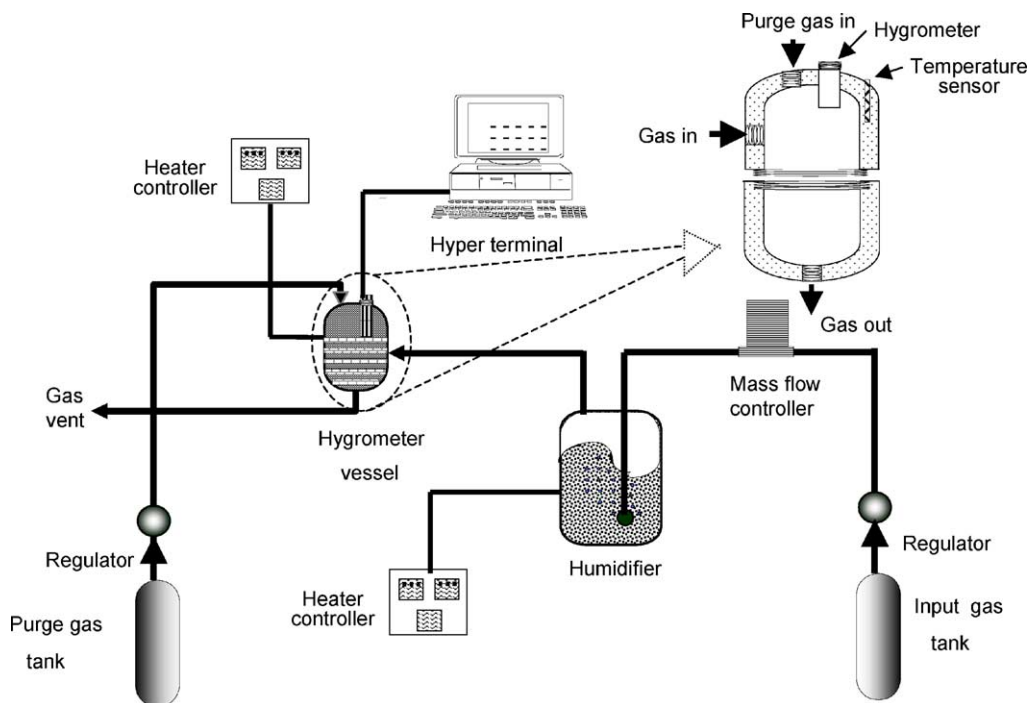 Purge gas in
Hygrometer
Temperature
sensor
Gas in
Heater
controller
Hyper terminal
Gas out
Mass flow
controller
Gas
vent
Hygrometer
vessel
Regulator
Humidifier
Regulator
Heater
controller
Purge gas
tank
Input gas
tank